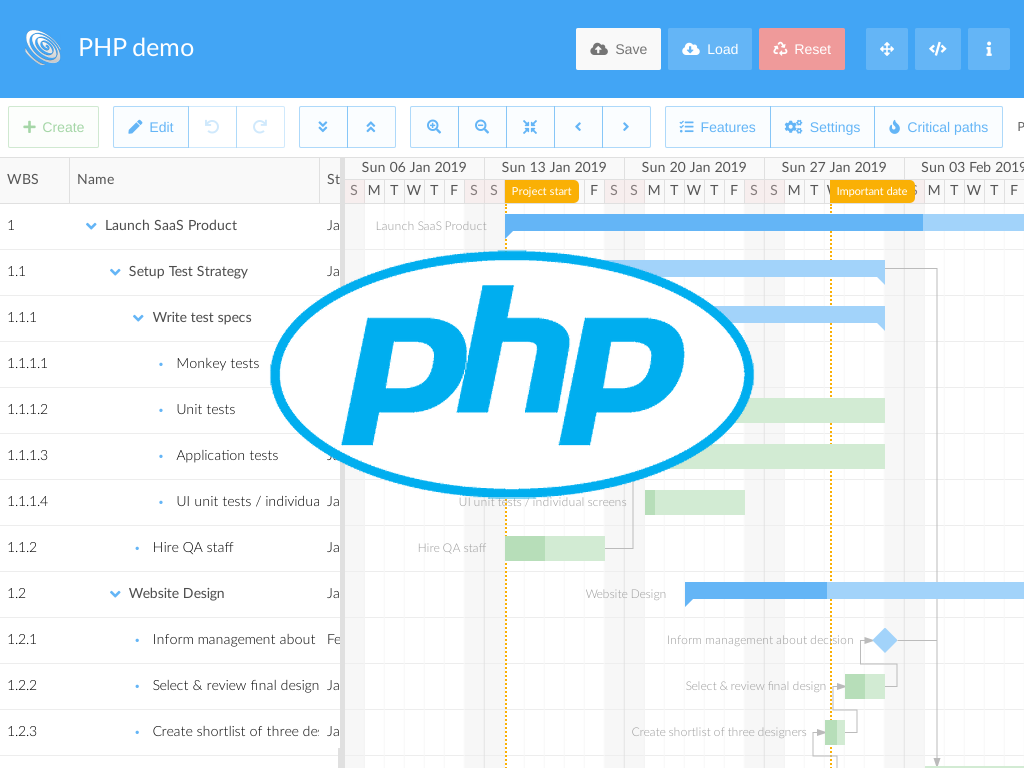 PHP demo
Save
Load
Reset
Create
Edit
Features
Settings
Critical paths
P
WBS
Name
St
Sun 06 Jan 2019
Sun 13 Jan 2019
Sun 20 Jan 2019
Sun 27 Jan 2019
Sun 03 Feb 2019
S M T W T F S S
Project start
F S S M T W T F S S M T
Important date
M T W T F
1
Launch SaaS Product
Ja
Launch SaaS Product
1.1
Setup Test Strategy
Ja
1.1.1
Write test specs
1.1.1.1
Monkey tests
1.1.1.2
Unit tests
1.1.1.3
Application tests
1.1.1.4
UI unit tests / individua
Ja
UI unit tests / individual screens
1.1.2
Hire QA staff
Ja
Hire QA staff
1.2
Website Design
Ja
Website Design
1.2.1
Inform management about
Fe
Inform management about decision
1.2.2
Select & review final design
Ja
Select & review final design
1.2.3
Create shortlist of three de
Ja
Create shortlist of three designers
php